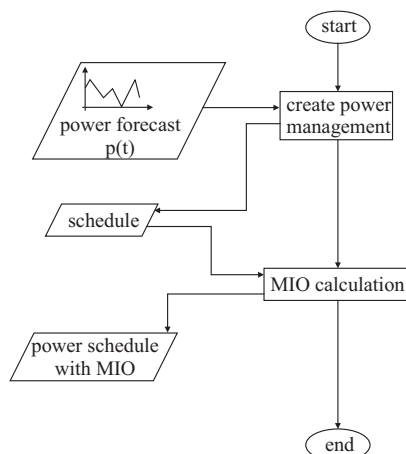 start
power forecast
p(t)
create power
management
schedule
MIO calculation
power schedule
with MIO
end